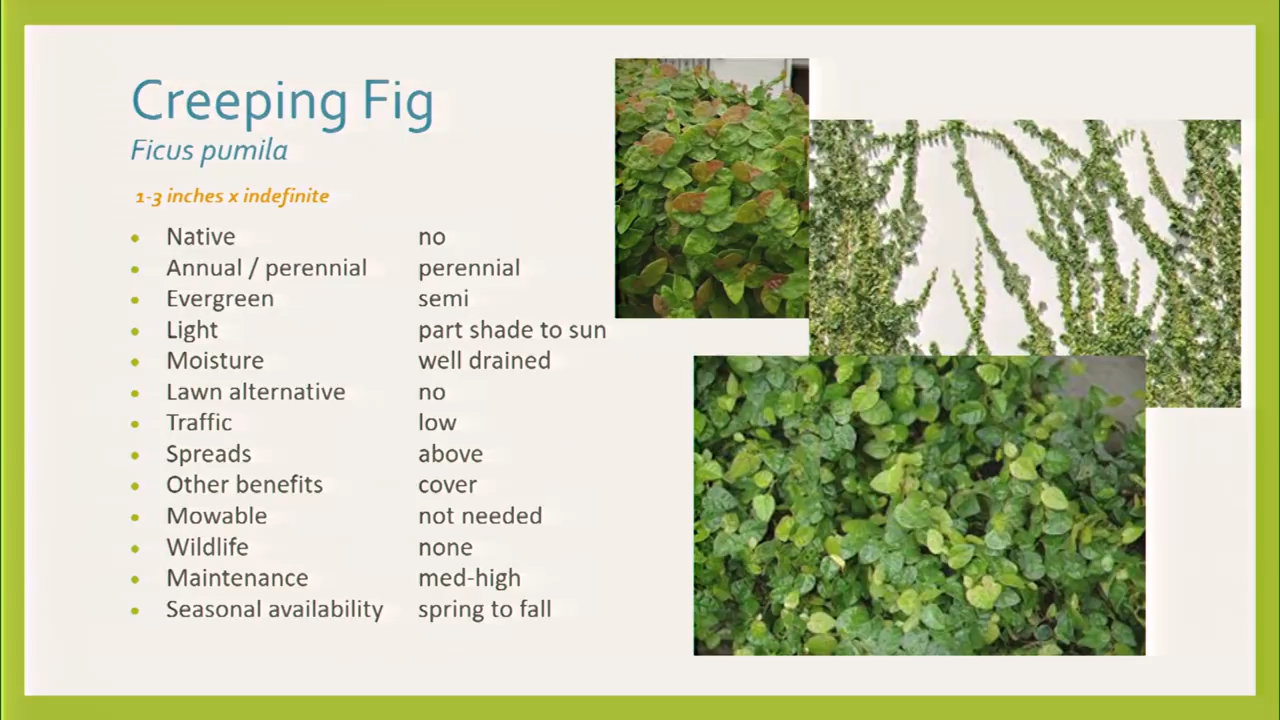 Creeping Fig
Ficus pumila
1-3 inches x indefinite
• Native no
• Annual / perennial perennial
• Evergreen semi
• Light part shade to sun
• Moisture well drained
• Lawn alternative no
• Traffic low
• Spreads above
• Other benefits cover
• Mowable not needed
• Wildlife none
• Maintenance med-high
• Seasonal availability spring to fall